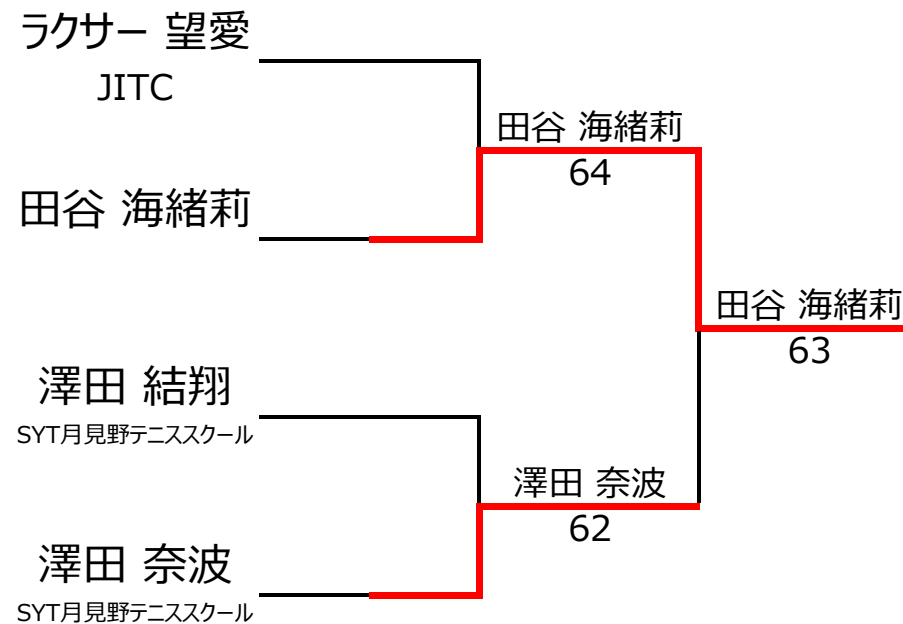 ラクサー 望愛
JITC
田谷 海緒莉
64
田谷 海緒莉
田谷 海緒莉
63
澤田 結翔
SYT月見野テニススクール
澤田 奈波
62
澤田 奈波
SYT月見野テニススクール